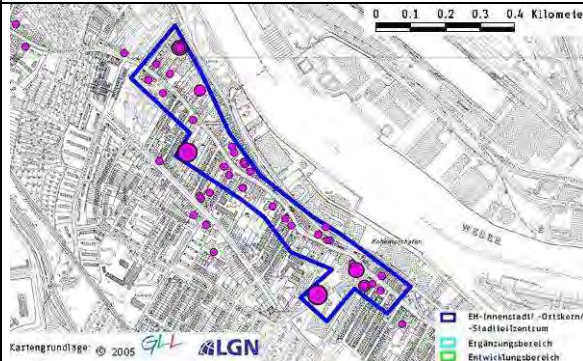 0 0.1 0.2 0.3 0.4 Kilomete
WESER
EH-Innenstadt/ -Ortskern/
-Stadtteilzentrum
Ergänzungsbereich
Entwicklungsbereich
Kartengrundlage: © 2005 GLL LGN